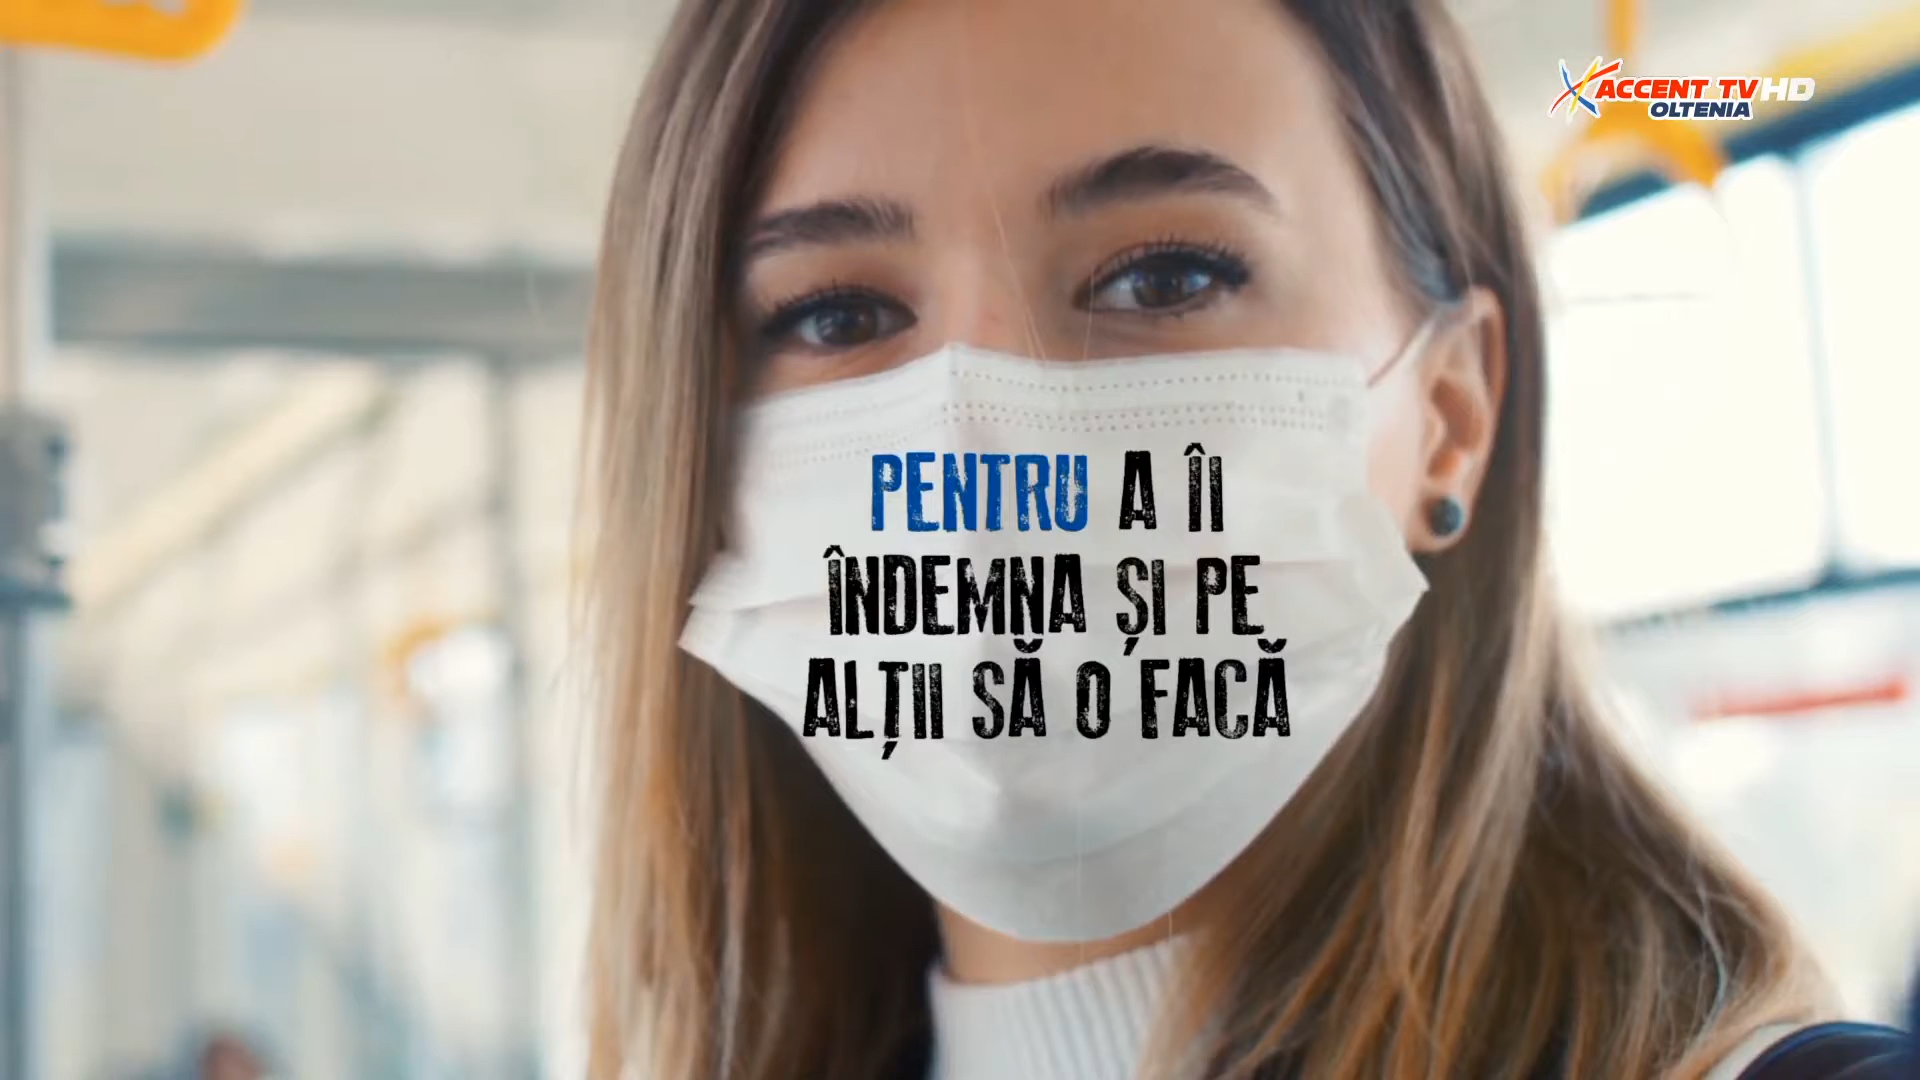 ACCENT TV HD
OLTENIA
PENTRU A ÎI
ÎNDEMNA ȘI PE
ALȚII SĂ O FACĂ